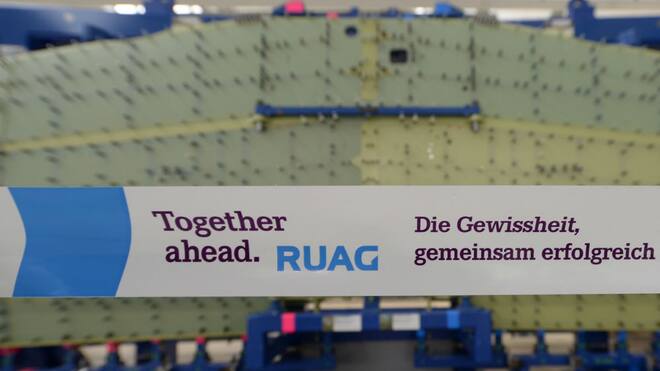 Together
ahead. RUAG
Die Gewissheit,
gemeinsam erfolgreich